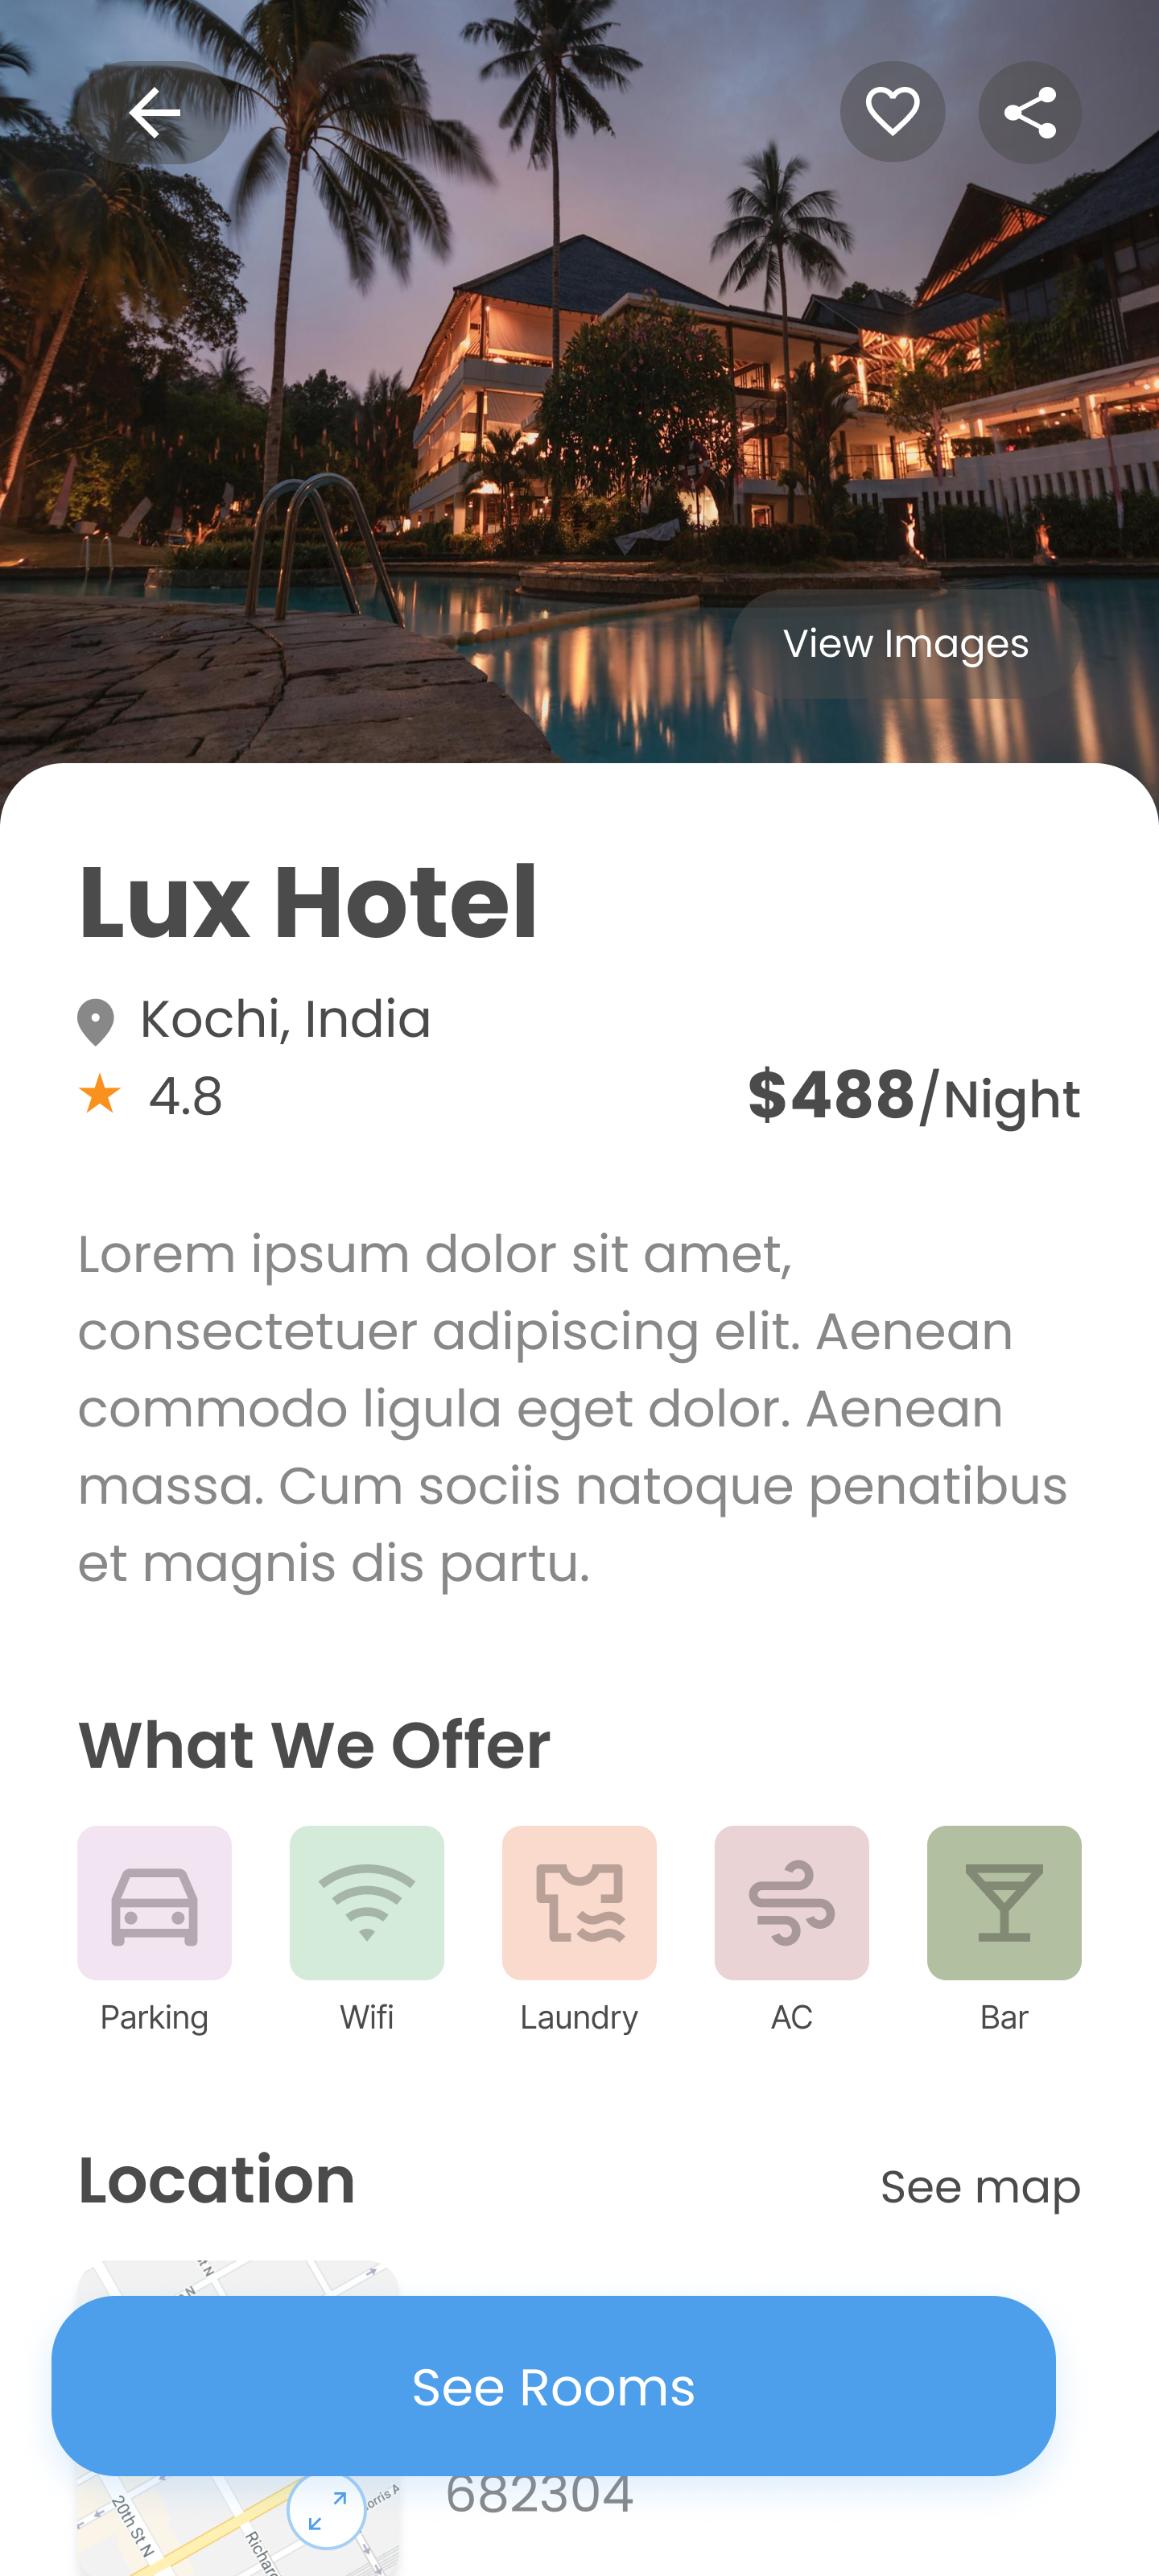 View Images
Lux Hotel
Kochi, India
4.8
$488/Night
Lorem ipsum dolor sit amet,
consectetuer adipiscing elit. Aenean
commodo ligula eget dolor. Aenean
massa. Cum sociis natoque penatibus
et magnis dis partu.
What We Offer
Parking
Wifi
Laundry
AC
Bar
Location
See map
See Rooms
682304
20th St N